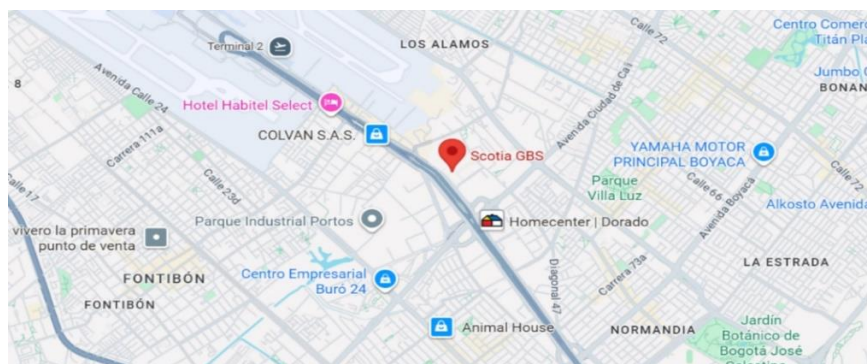 Calle 72
Centro Comer
Titán Pla
Terminal 2
LOS ALAMOS
Avenida Calle 24
Jumbo
BONAN
8
Hotel Habitel Select
Avenida Ciudad de Cali
COLVAN S.A.S.
Carrera 111a
Scotia GBS
YAMAHA MOTOR
PRINCIPAL BOYACA
Calle 72
Calle 17
Calle 23d
Parque
Villa Luz
Calle 66
Alkosto Avenida
Parque Industrial Portos
Homecenter | Dorado
Avenida Boyacá
vivero la primavera
punto de venta
FONTIBÓN
Centro Empresarial
Buró 24
Diagonal 47
Carrera 73a
LA ESTRADA
FONTIBÓN
Animal House
NORMANDIA
Jardín
Botánico de
Bogotá José